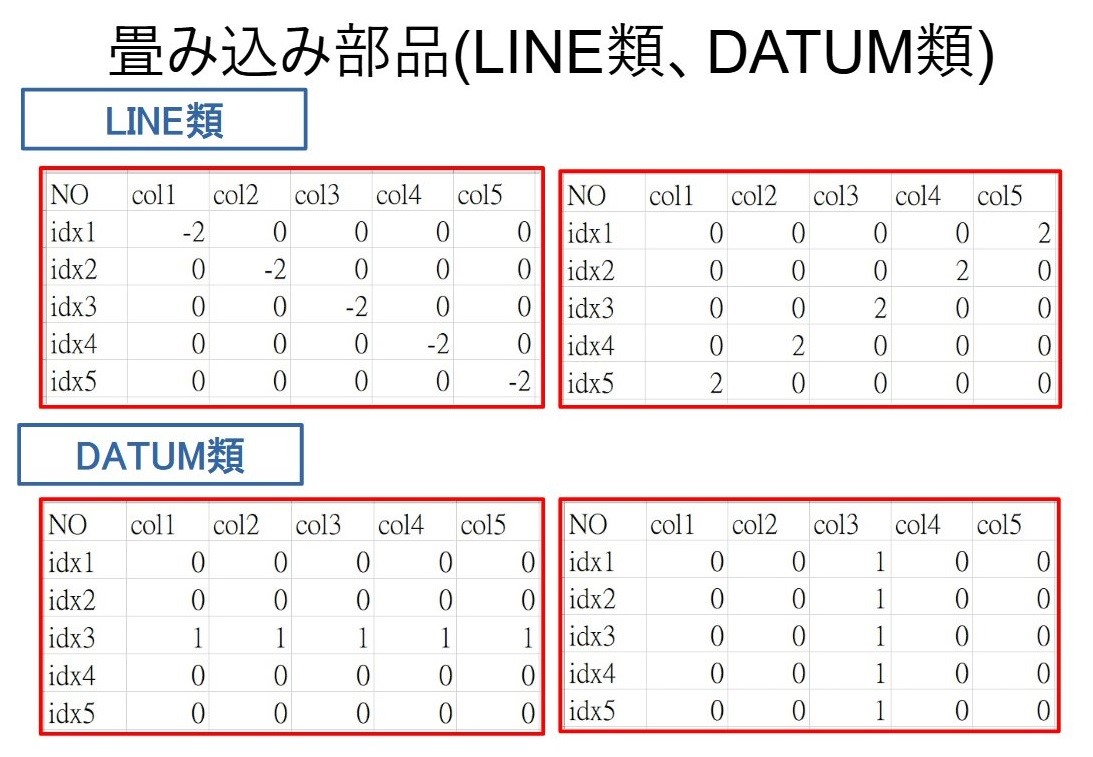 畳み込み部品(LINE類、DATUM類)
LINE類
NO col1 col2 col3 col4 col5
idx1 -2 0 0 0 0
idx2 0 -2 0 0 0
idx3 0 0 -2 0 0
idx4 0 0 0 -2 0
idx5 0 0 0 0 -2
NO col1 col2 col3 col4 col5
idx1 0 0 0 0 2
idx2 0 0 0 2 0
idx3 0 0 2 0 0
idx4 0 2 0 0 0
idx5 2 0 0 0 0
DATUM類
NO col1 col2 col3 col4 col5
idx1 0 0 0 0 0
idx2 0 0 0 0 0
idx3 1 1 1 1 1
idx4 0 0 0 0 0
idx5 0 0 0 0 0
NO col1 col2 col3 col4 col5
idx1 0 0 1 0 0
idx2 0 0 1 0 0
idx3 0 0 1 0 0
idx4 0 0 1 0 0
idx5 0 0 1 0 0